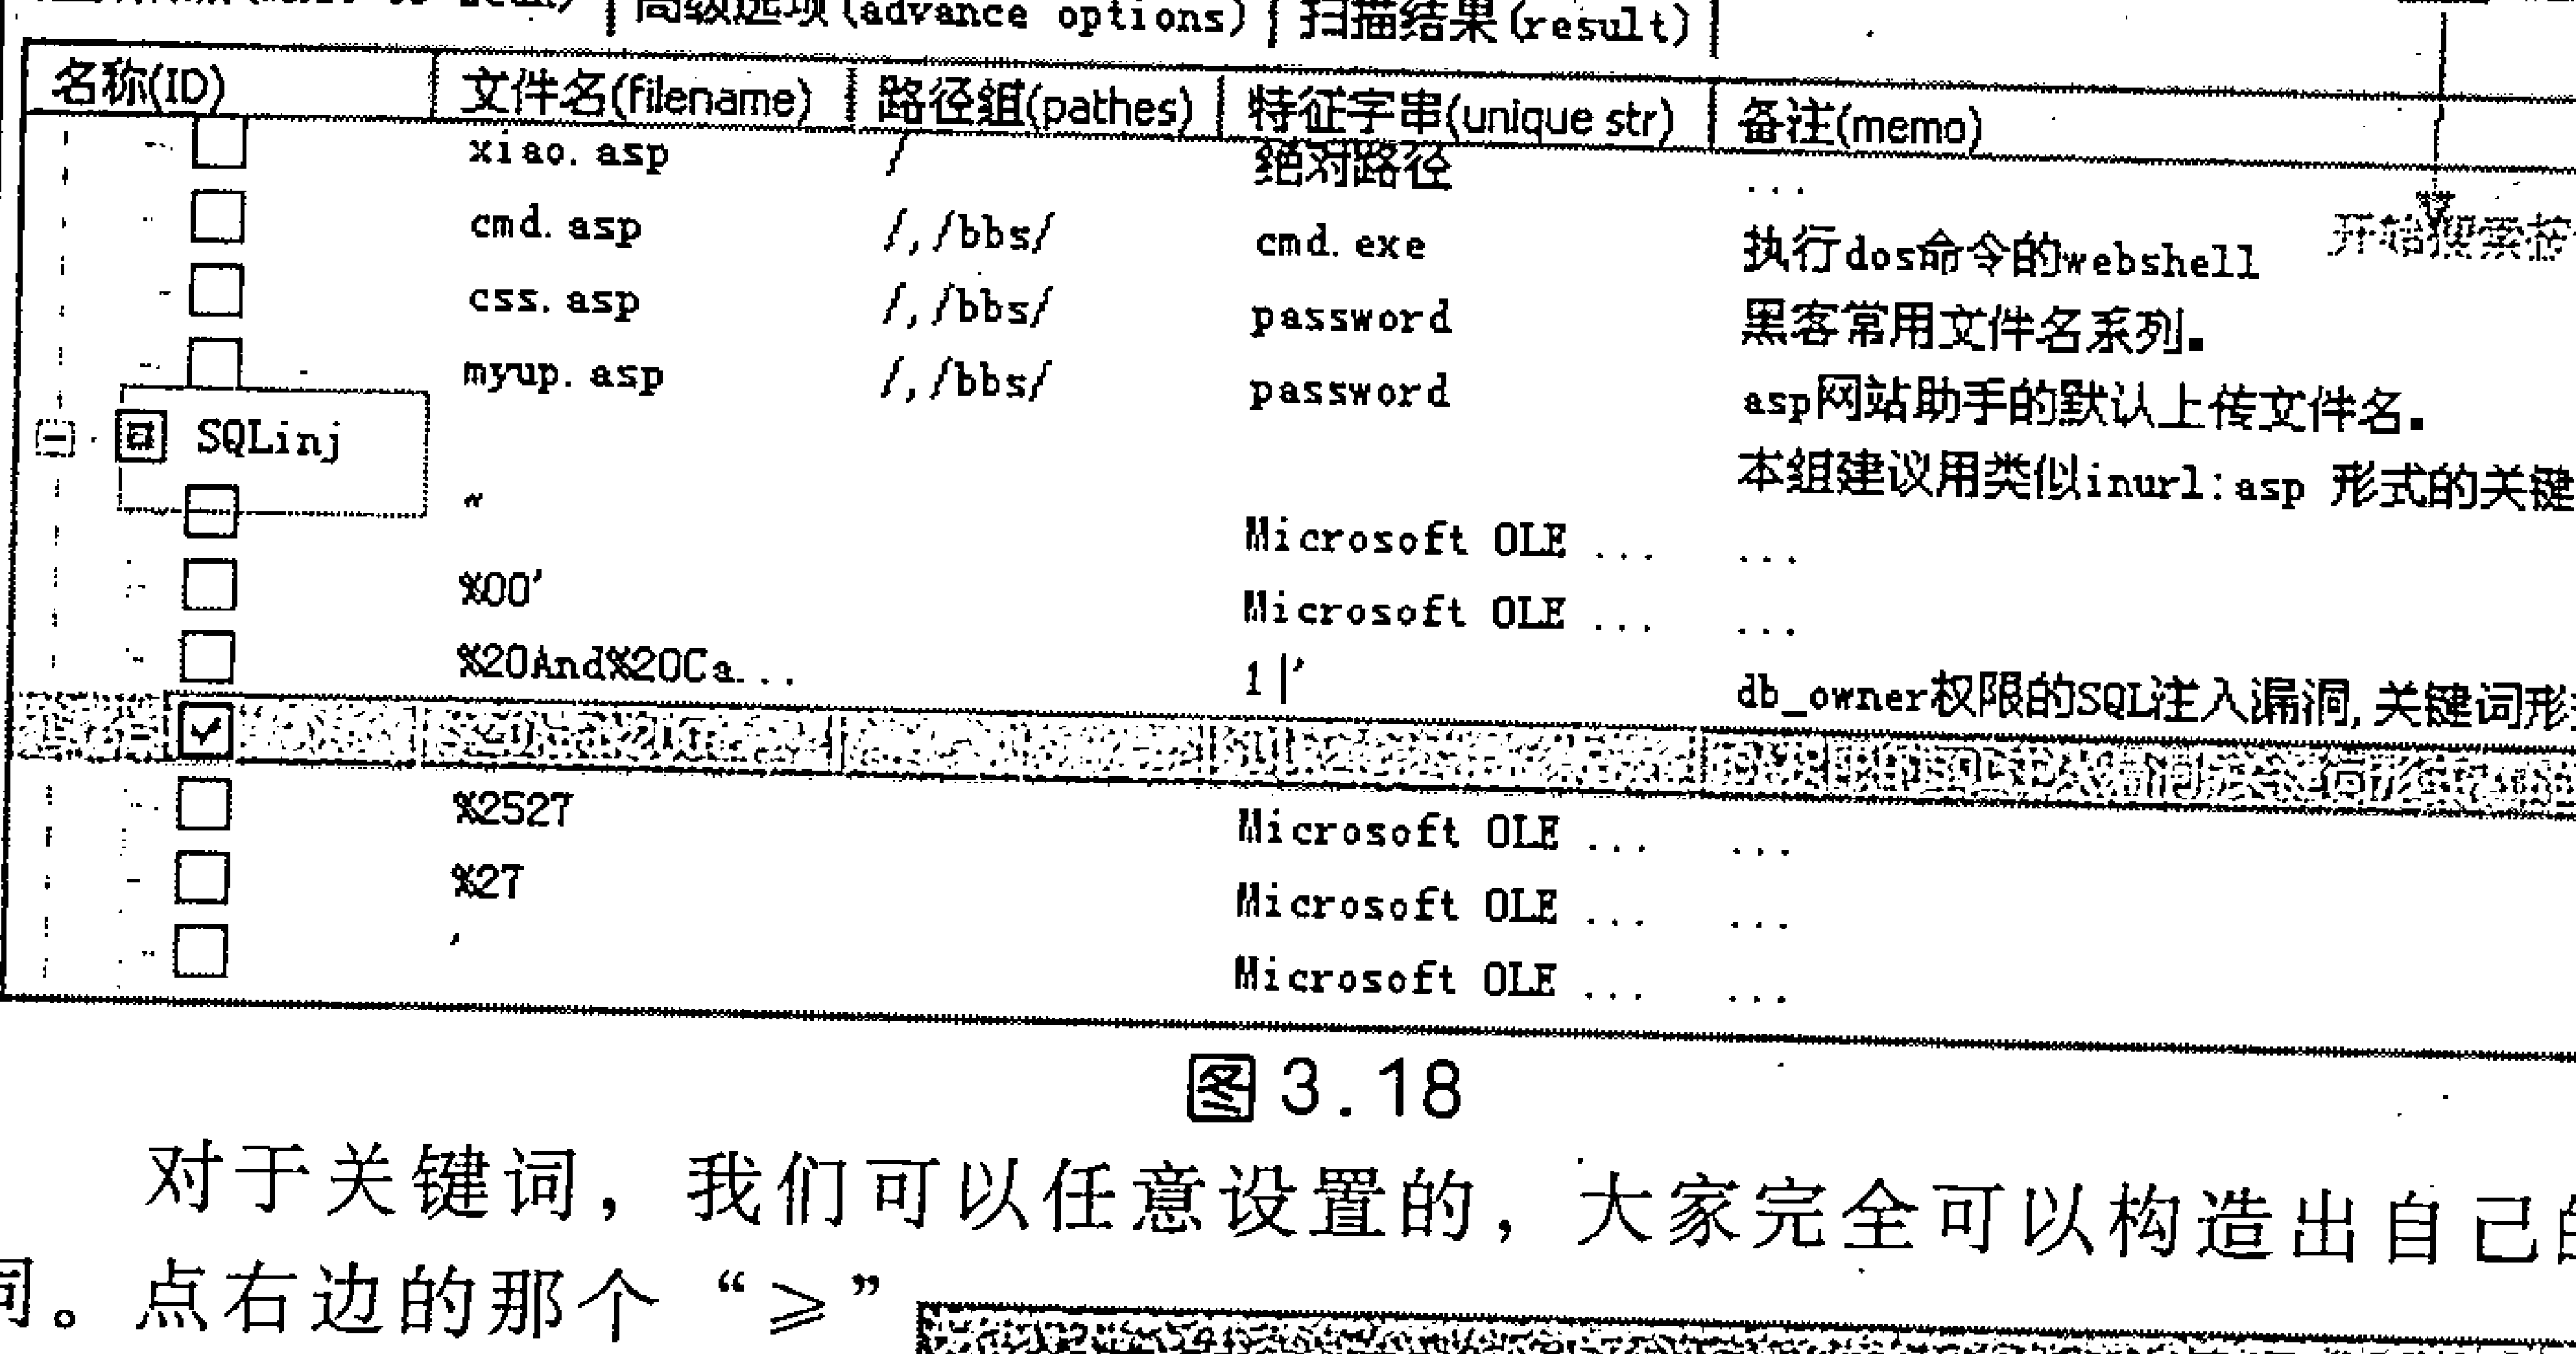 高级选项(advance options) 扫描结果(result)
名称(ID) 文件名(filename) 路径组(pathes) 特征字串(unique str) 备注(memo)
xiao.asp / 绝对路径 ...
cmd.asp /,/bbs/ cmd.exe 执行dos命令的webshell 开始搜索按
css.asp /,/bbs/ password 黑客常用文件名系列。
myup.asp /,/bbs/ password asp网站助手的默认上传文件名。
SQLinj 本组建议用类似inurl:asp 形式的关键
" Microsoft OLE ... ...
%00' Microsoft OLE ... ...
%20And%20Ca... 1|' db_owner权限的SQL注入漏洞,关键词形
%2527 Microsoft OLE ... ...
%27 Microsoft OLE ... ...
' Microsoft OLE ... ...
图3.18
对于关键词，我们可以任意设置的，大家完全可以构造出自己的
词。点右边的那个“≥”